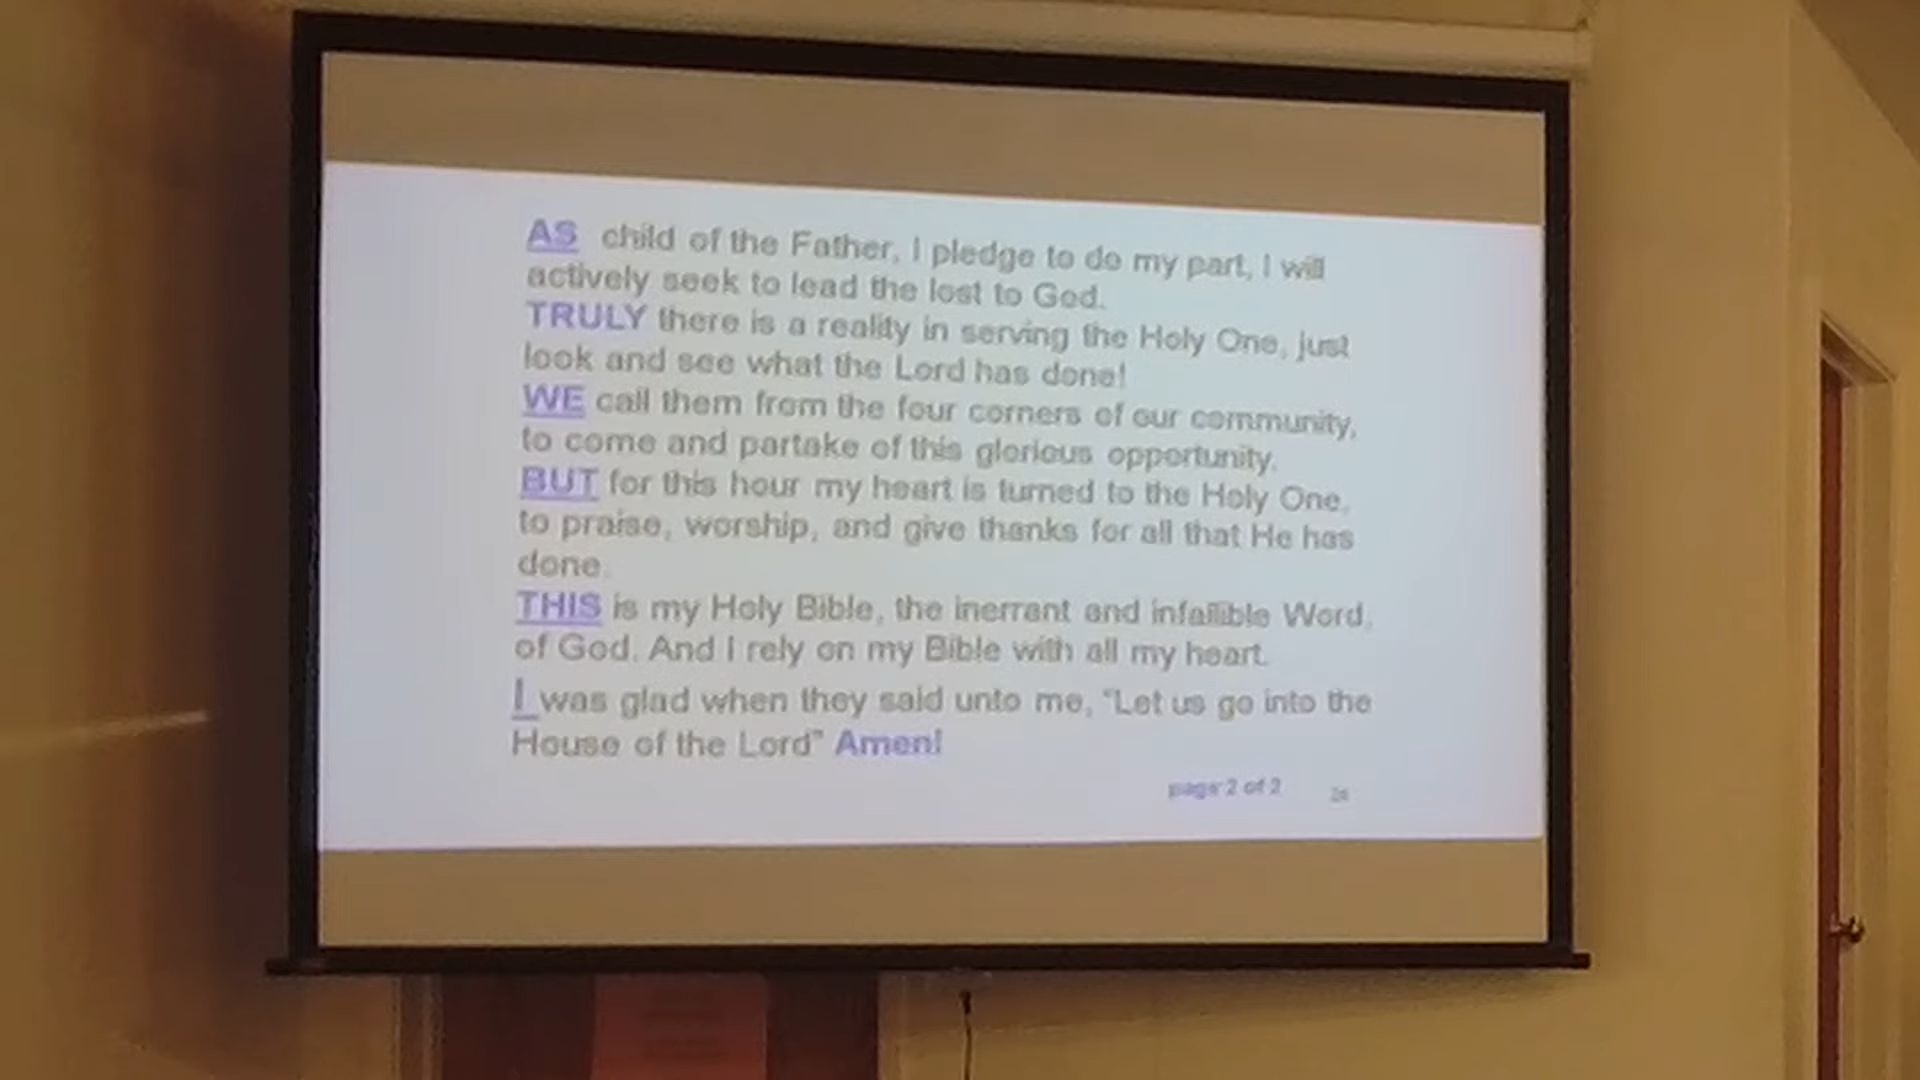 AS child of the Father, I pledge to do my part, I will
actively seek to lead the lost to God.
TRULY there is a reality in serving the Holy One, just
look and see what the Lord has done!
WE call them from the four corners of our community,
to come and partake of this glorious opportunity.
BUT for this hour my heart is turned to the Holy One,
to praise, worship, and give thanks for all that He has
done.
THIS is my Holy Bible, the inerrant and infallible Word,
of God. And I rely on my Bible with all my heart.
I was glad when they said unto me, "Let us go into the
House of the Lord" Amen!
page 2 of 2